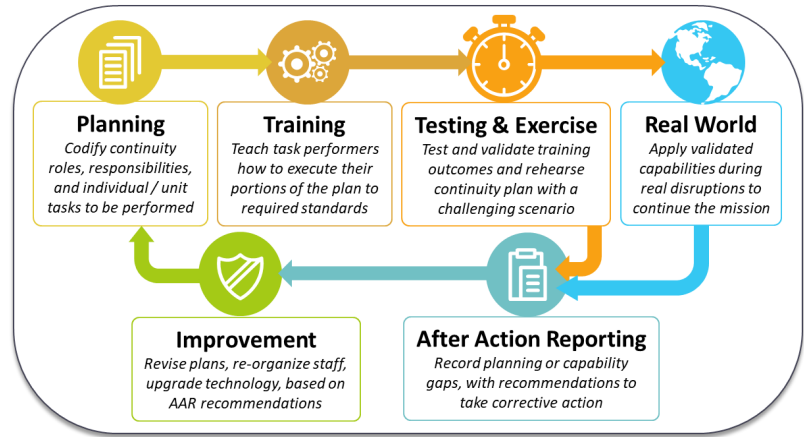 Planning
Codify continuity
roles, responsibilities,
and individual / unit
tasks to be performed
Training
Teach task performers
how to execute their
portions of the plan to
required standards
Testing & Exercise
Test and validate training
outcomes and rehearse
continuity plan with a
challenging scenario
Real World
Apply validated
capabilities during
real disruptions to
continue the mission
Improvement
Revise plans, re-organize staff,
upgrade technology, based on
AAR recommendations
After Action Reporting
Record planning or capability
gaps, with recommendations to
take corrective action